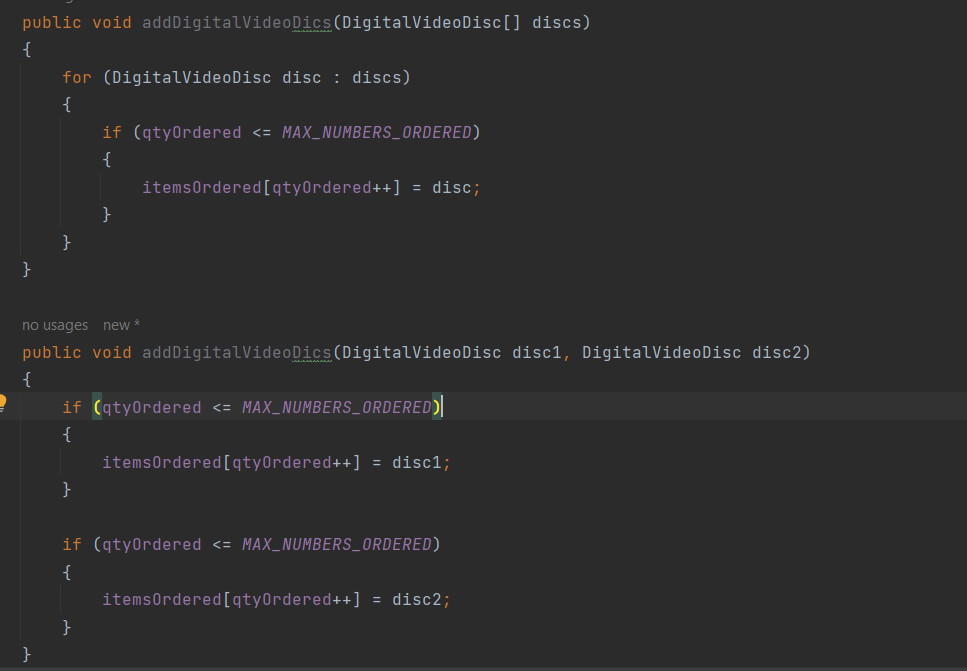 public void addDigitalVideoDics(DigitalVideoDisc[] discs)
{
for (DigitalVideoDisc disc : discs)
{
if (qtyOrdered <= MAX_NUMBERS_ORDERED)
{
itemsOrdered[qtyOrdered++] = disc;
}
}
}
no usages new *
public void addDigitalVideoDics(DigitalVideoDisc disc1, DigitalVideoDisc disc2)
{
if (qtyOrdered <= MAX_NUMBERS_ORDERED)
{
itemsOrdered[qtyOrdered++] = disc1;
}
if (qtyOrdered <= MAX_NUMBERS_ORDERED)
{
itemsOrdered[qtyOrdered++] = disc2;
}
}